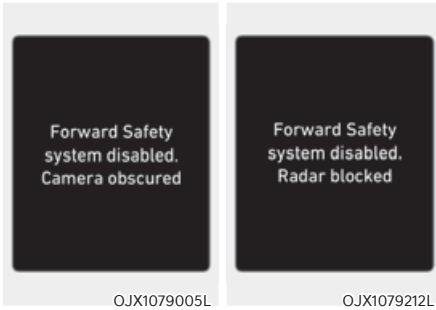 Forward Safety
system disabled.
Camera obscured
OJX1079005L
Forward Safety
system disabled.
Radar blocked
OJX1079212L